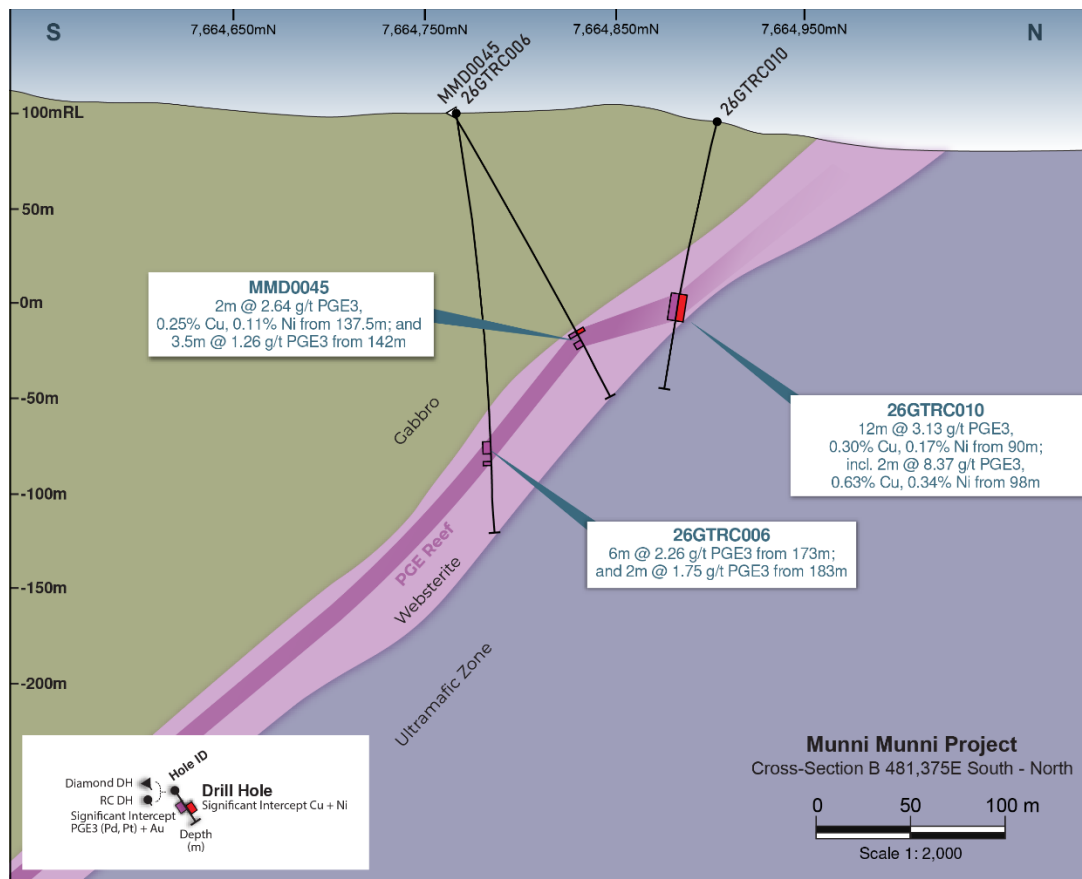 S
7,664,650mN
7,664,750mN
7,664,850mN
7,664,950mN
N
MMD0045
26GTRC006
26GTRC010
100mRL
50m
0m
-50m
-100m
-150m
-200m
MMD0045
2m @ 2.64 g/t PGE3,
0.25% Cu, 0.11% Ni from 137.5m; and
3.5m @ 1.26 g/t PGE3 from 142m
26GTRC010
12m @ 3.13 g/t PGE3,
0.30% Cu, 0.17% Ni from 90m;
incl. 2m @ 8.37 g/t PGE3,
0.63% Cu, 0.34% Ni from 98m
26GTRC006
6m @ 2.26 g/t PGE3 from 173m;
and 2m @ 1.75 g/t PGE3 from 183m
Gabbro
PGE Reef
Websterite
Ultramafic Zone
Hole ID
Diamond DH
RC DH
Drill Hole
Significant Intercept Cu + Ni
Significant Intercept
PGE3 (Pd, Pt) + Au
Depth
(m)
Munni Munni Project
Cross-Section B 481,375E South - North
0 50 100 m
Scale 1: 2,000